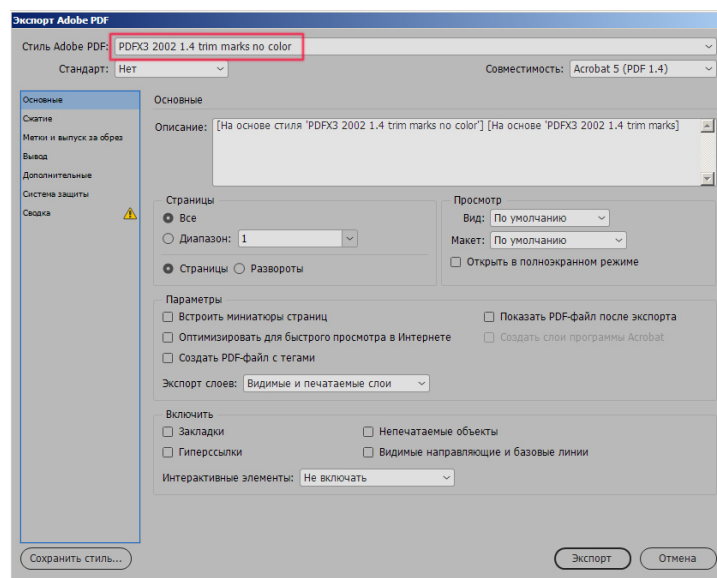 Экспорт Adobe PDF
Стиль Adobe PDF: PDFX3 2002 1.4 trim marks no color
Стандарт: Нет Совместимость: Acrobat 5 (PDF 1.4)
Основные
Сжатие
Метки и выпуск за обрез
Вывод
Дополнительные
Система защиты
Сводка
Основные
Описание: [На основе стиля 'PDFX3 2002 1.4 trim marks no color'] [На основе 'PDFX3 2002 1.4 trim marks]
Страницы
Все
Диапазон: 1
Страницы Развороты
Просмотр
Вид: По умолчанию
Макет: По умолчанию
Открыть в полноэкранном режиме
Параметры
Встроить миниатюры страниц Показать PDF-файл после экспорта
Оптимизировать для быстрого просмотра в Интернете Создать слои программы Acrobat
Создать PDF-файл с тегами
Экспорт слоев: Видимые и печатаемые слои
Включить
Закладки Непечатаемые объекты
Гиперссылки Видимые направляющие и базовые линии
Интерактивные элементы: Не включать
Сохранить стиль... Экспорт Отмена